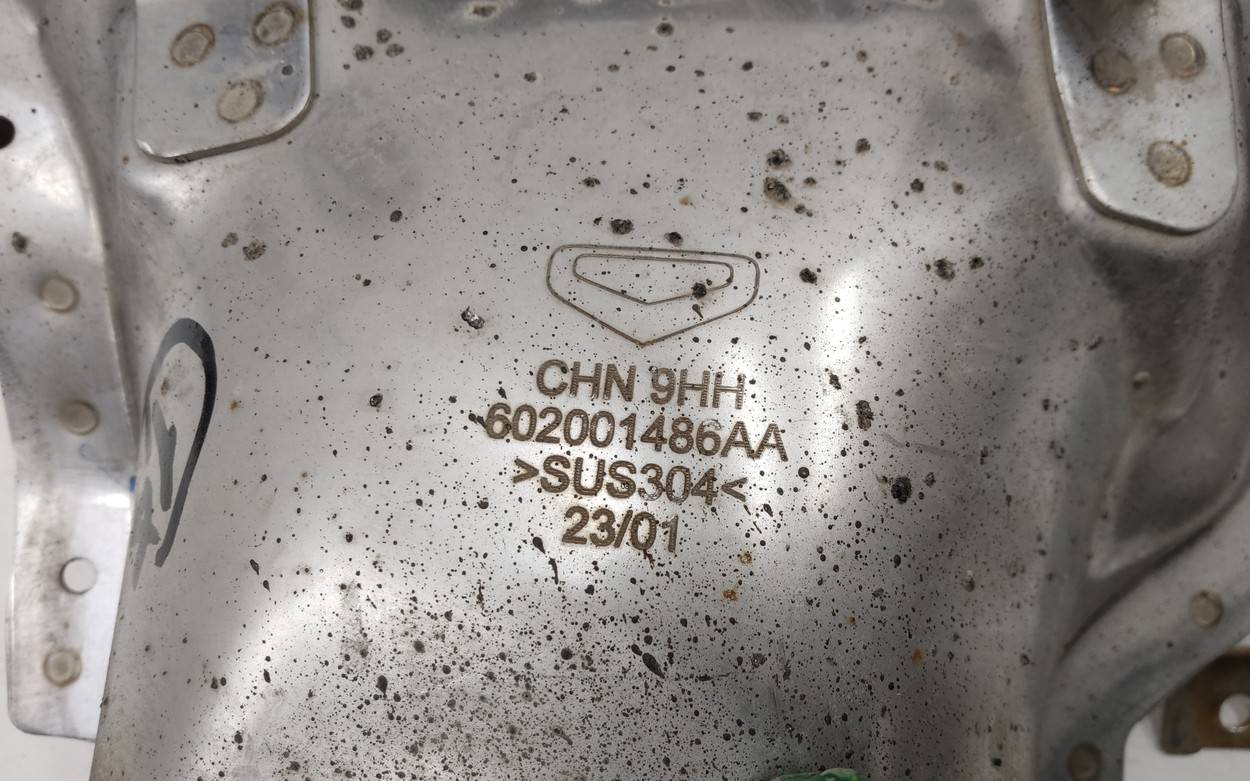 CHN 9HH
602001486AA
>SUS304<
23/01